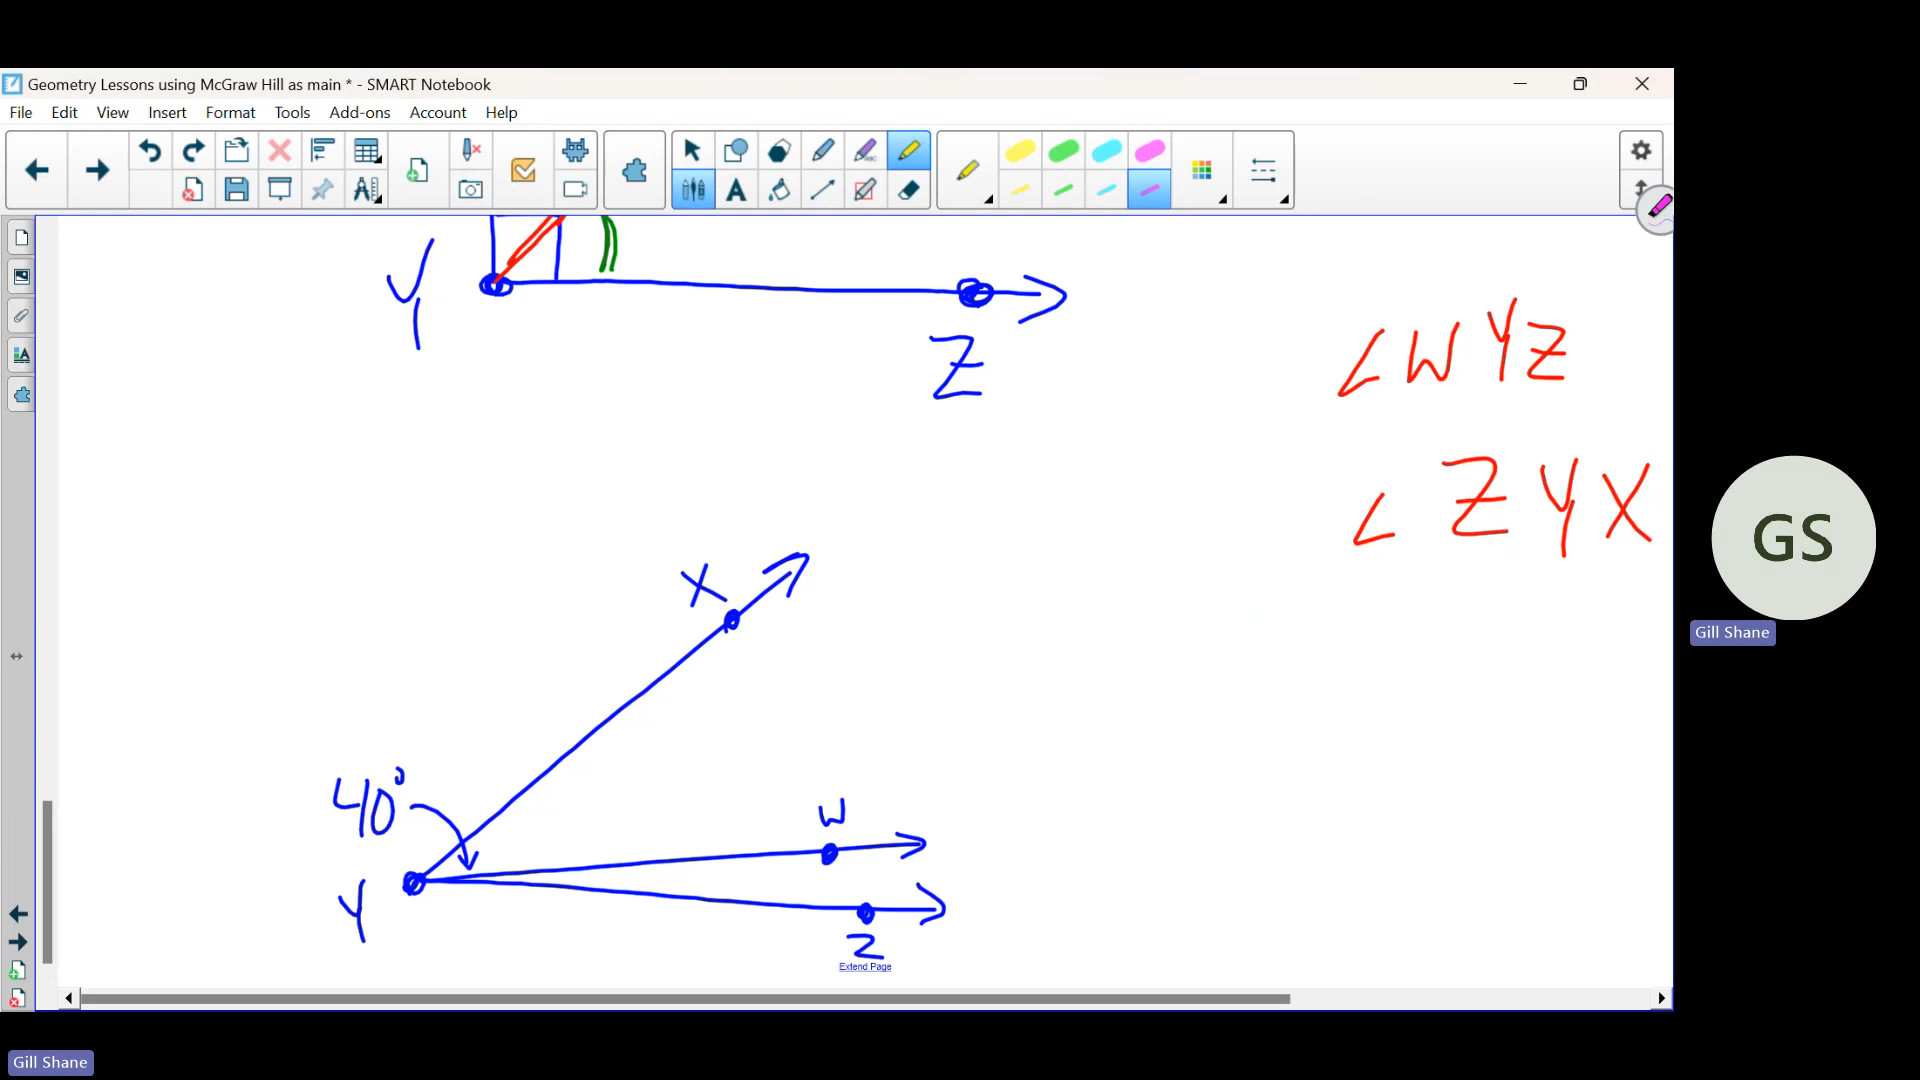 Geometry Lessons using McGraw Hill as main * - SMART Notebook
File Edit View Insert Format Tools Add-ons Account Help
Y
Z
∠WYZ
∠ZYX
X
40°
W
Y
Z
Extend Page
GS
Gill Shane
Gill Shane